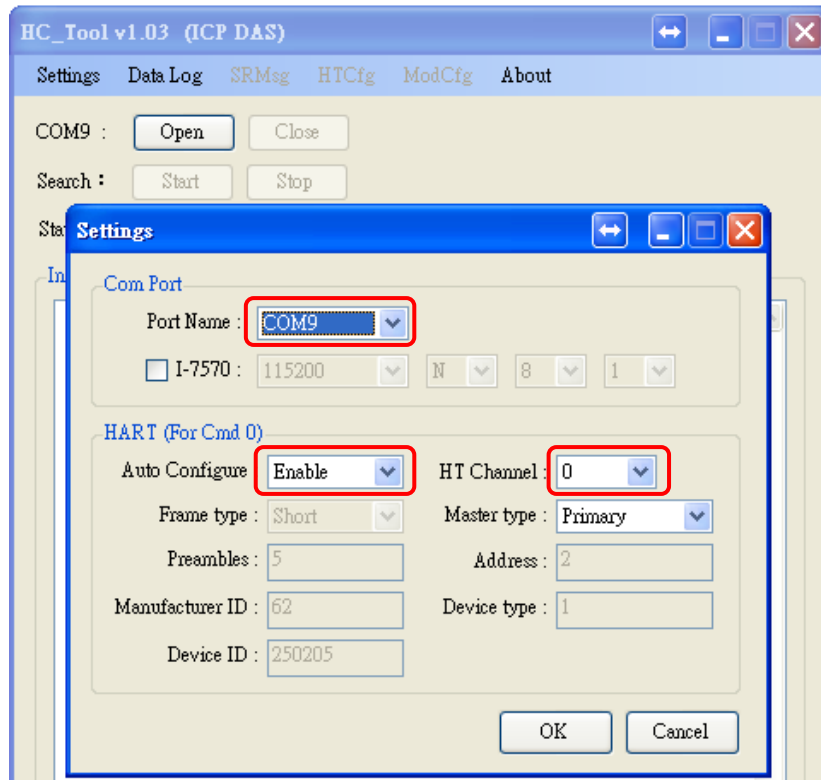 HC_Tool v1.03 (ICP DAS)
Settings Data Log SRMsg HTCfg ModCfg About
COM9 : Open Close
Search : Start Stop
Settings
Com Port
Port Name : COM9
I-7570 : 115200 N 8 1
HART (For Cmd 0)
Auto Configure Enable HT Channel : 0
Frame type : Short Master type : Primary
Preambles : 5 Address : 2
Manufacturer ID : 62 Device type : 1
Device ID : 250205
OK Cancel